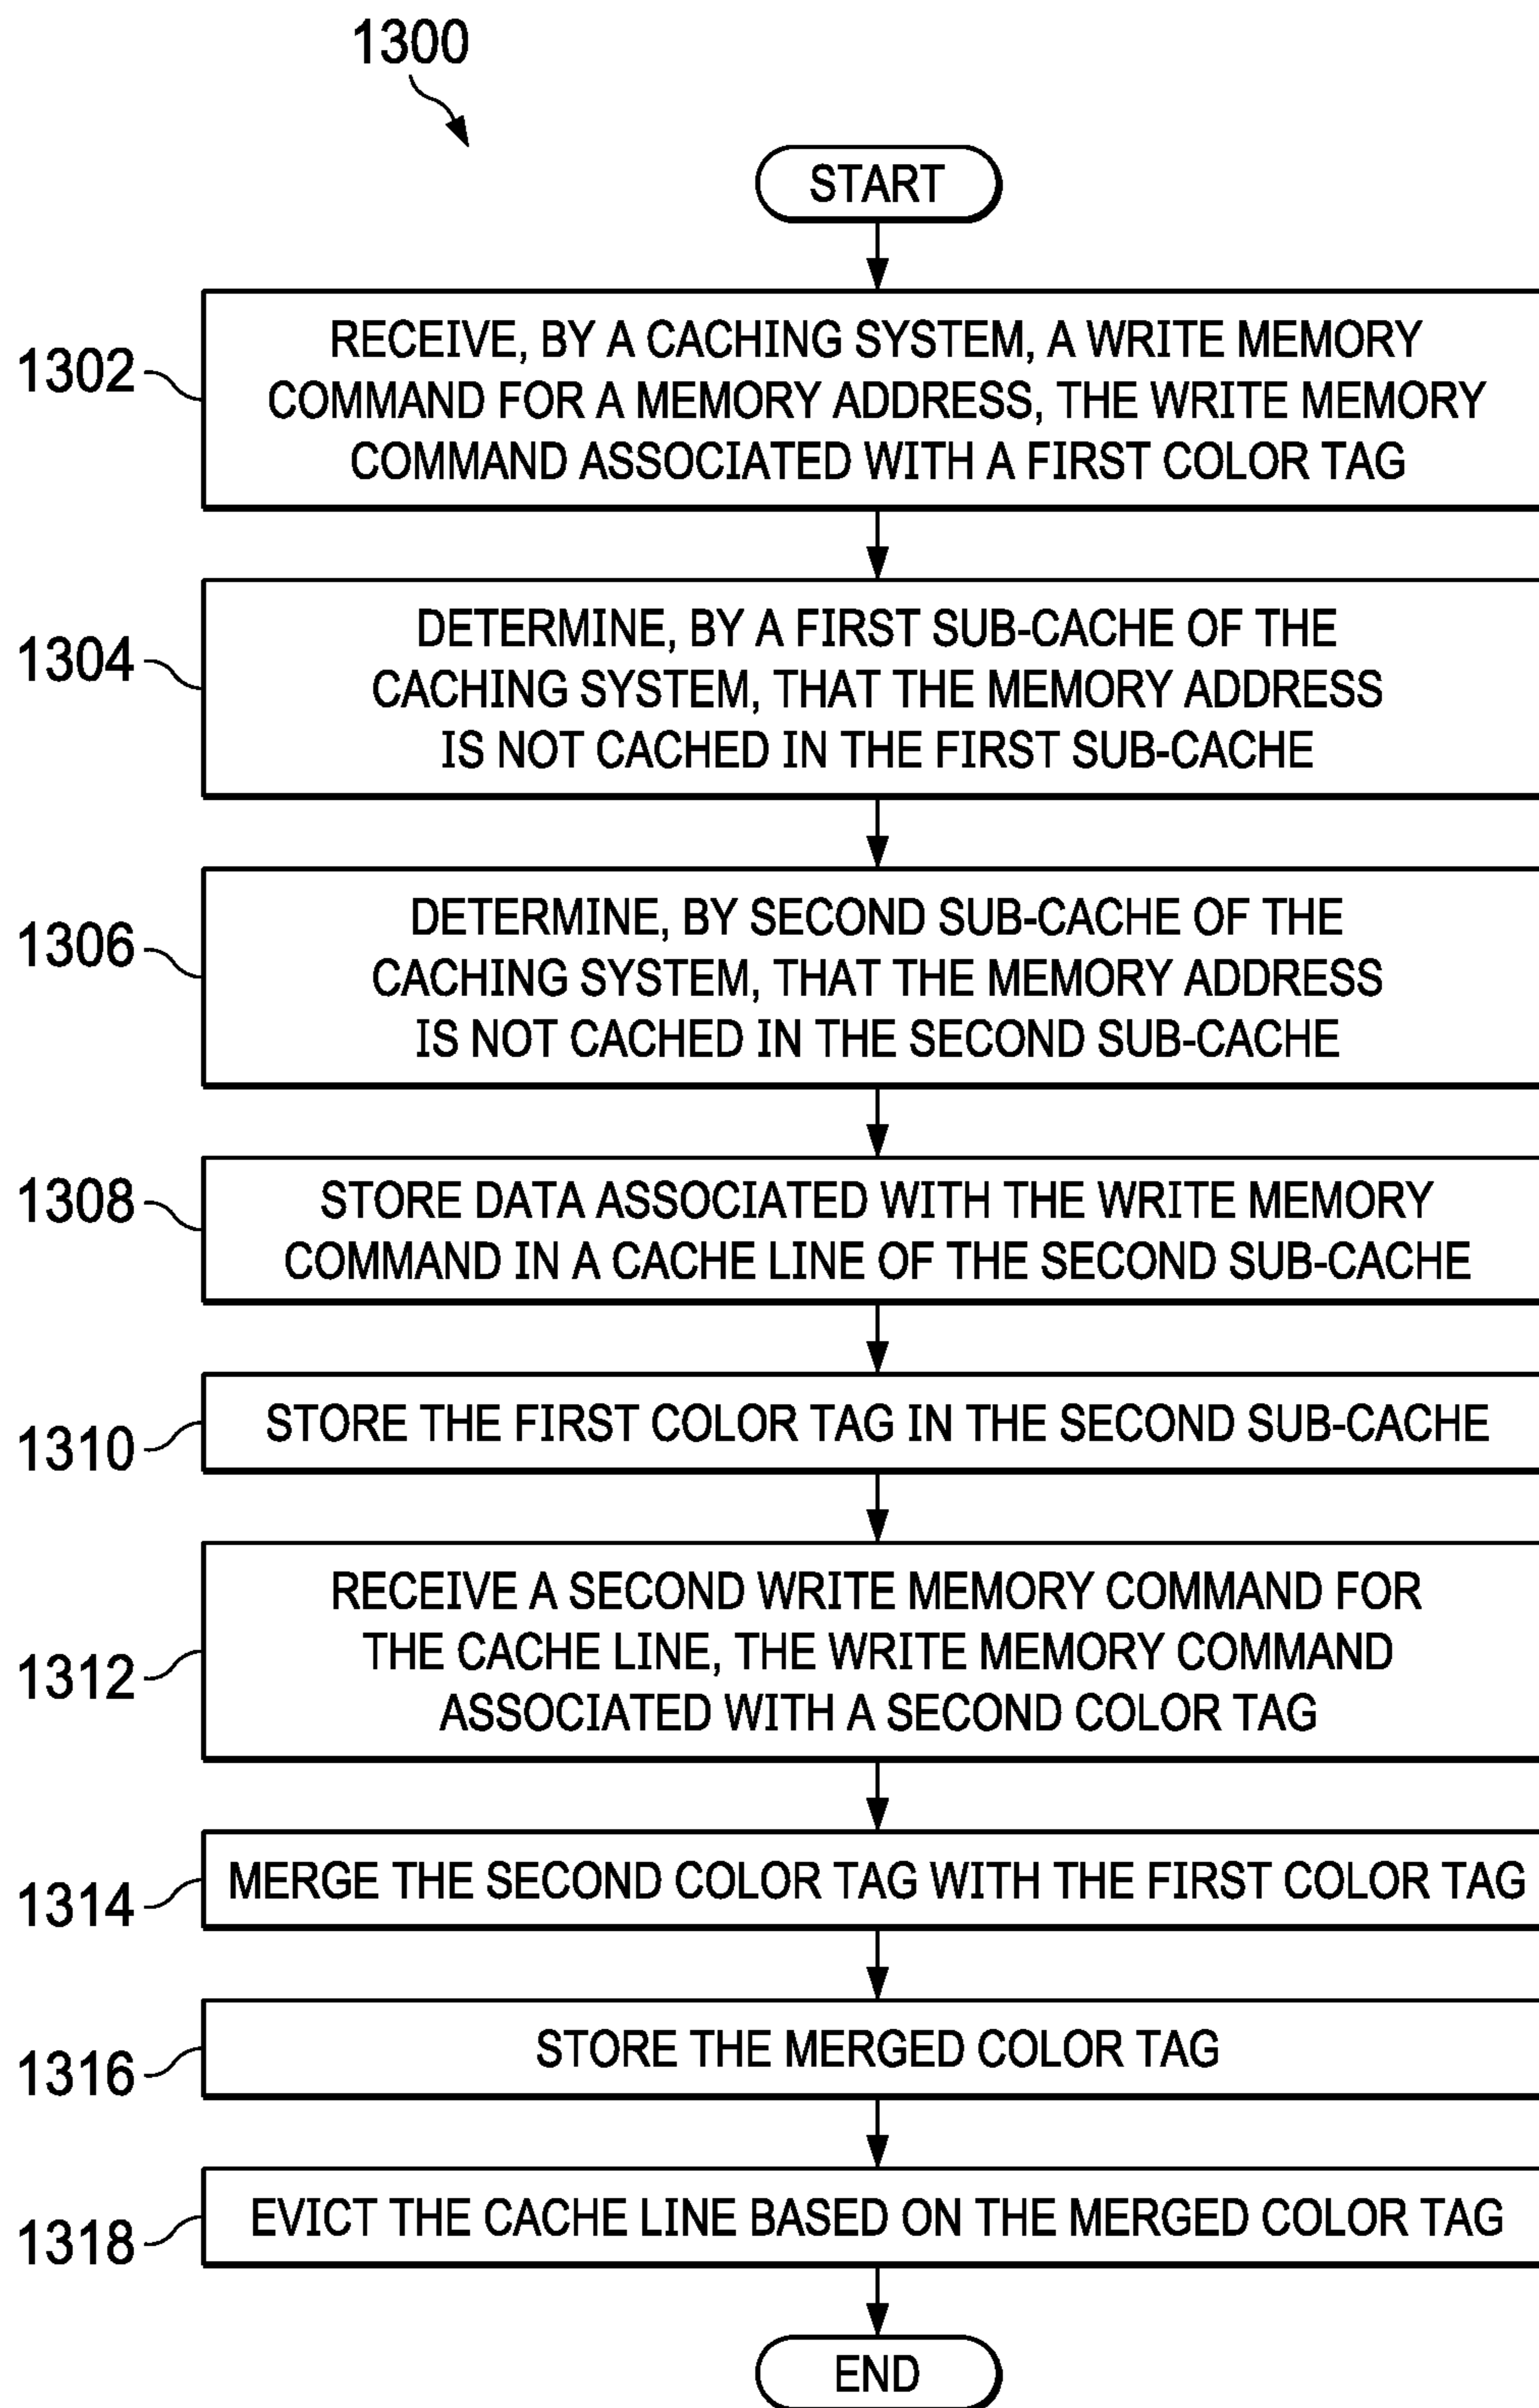 1300
START
1302
RECEIVE, BY A CACHING SYSTEM, A WRITE MEMORY
COMMAND FOR A MEMORY ADDRESS, THE WRITE MEMORY
COMMAND ASSOCIATED WITH A FIRST COLOR TAG
1304
DETERMINE, BY A FIRST SUB-CACHE OF THE
CACHING SYSTEM, THAT THE MEMORY ADDRESS
IS NOT CACHED IN THE FIRST SUB-CACHE
1306
DETERMINE, BY SECOND SUB-CACHE OF THE
CACHING SYSTEM, THAT THE MEMORY ADDRESS
IS NOT CACHED IN THE SECOND SUB-CACHE
1308
STORE DATA ASSOCIATED WITH THE WRITE MEMORY
COMMAND IN A CACHE LINE OF THE SECOND SUB-CACHE
1310
STORE THE FIRST COLOR TAG IN THE SECOND SUB-CACHE
1312
RECEIVE A SECOND WRITE MEMORY COMMAND FOR
THE CACHE LINE, THE WRITE MEMORY COMMAND
ASSOCIATED WITH A SECOND COLOR TAG
1314
MERGE THE SECOND COLOR TAG WITH THE FIRST COLOR TAG
1316
STORE THE MERGED COLOR TAG
1318
EVICT THE CACHE LINE BASED ON THE MERGED COLOR TAG
END